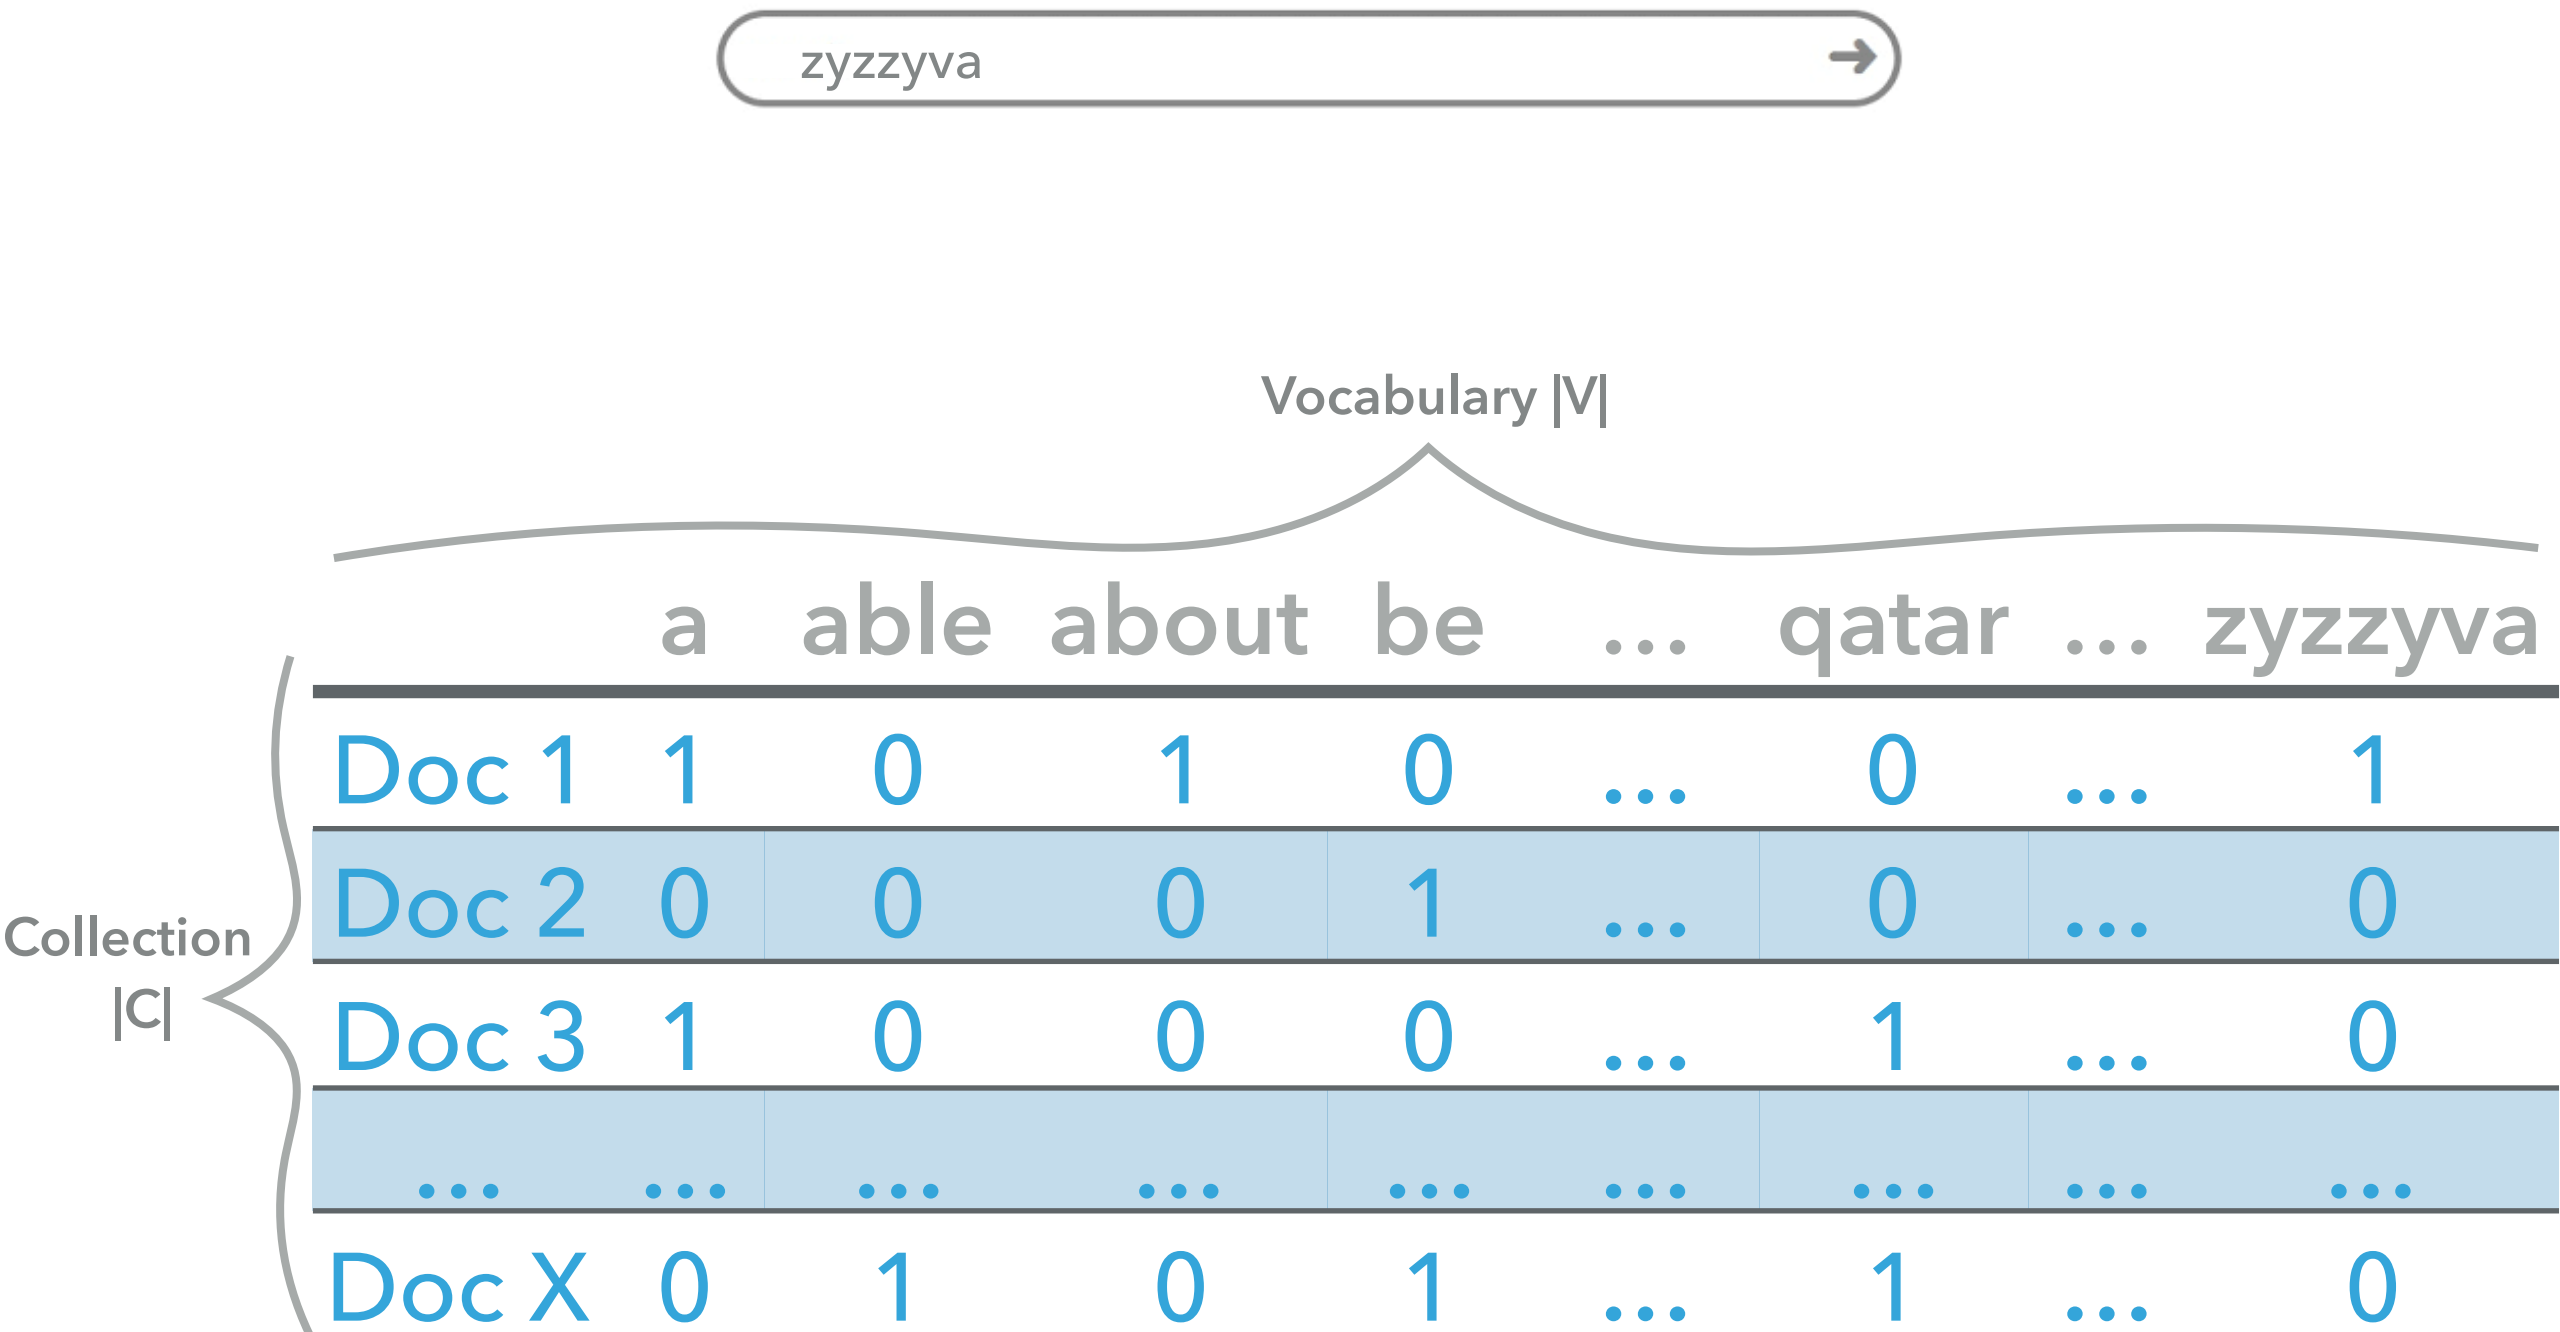 zyzzyva
Vocabulary |V|
a able about be ... qatar ... zyzzyva
Doc 1 1 0 1 0 ... 0 ... 1
Doc 2 0 0 0 1 ... 0 ... 0
Collection
|C|
Doc 3 1 0 0 0 ... 1 ... 0
... ... ... ... ... ... ... ... ...
Doc X 0 1 0 1 ... 1 ... 0